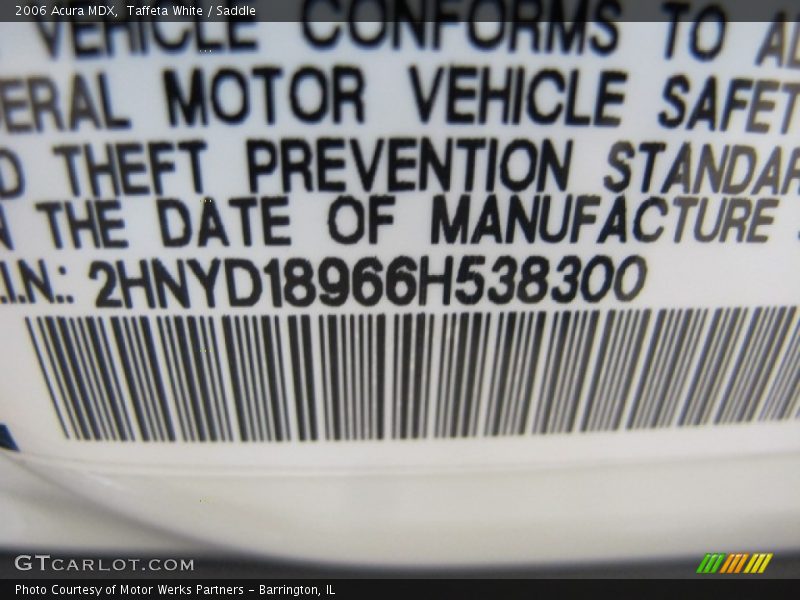 2006 Acura MDX, Taffeta White / Saddle
VEHICLE CONFORMS TO
MOTOR VEHICLE SAFET
THEFT PREVENTION STANDAR
THE DATE OF MANUFACTURE
.I.N.: 2HNYD18966H538300
GTCARLOT.COM
Photo Courtesy of Motor Werks Partners - Barrington, IL